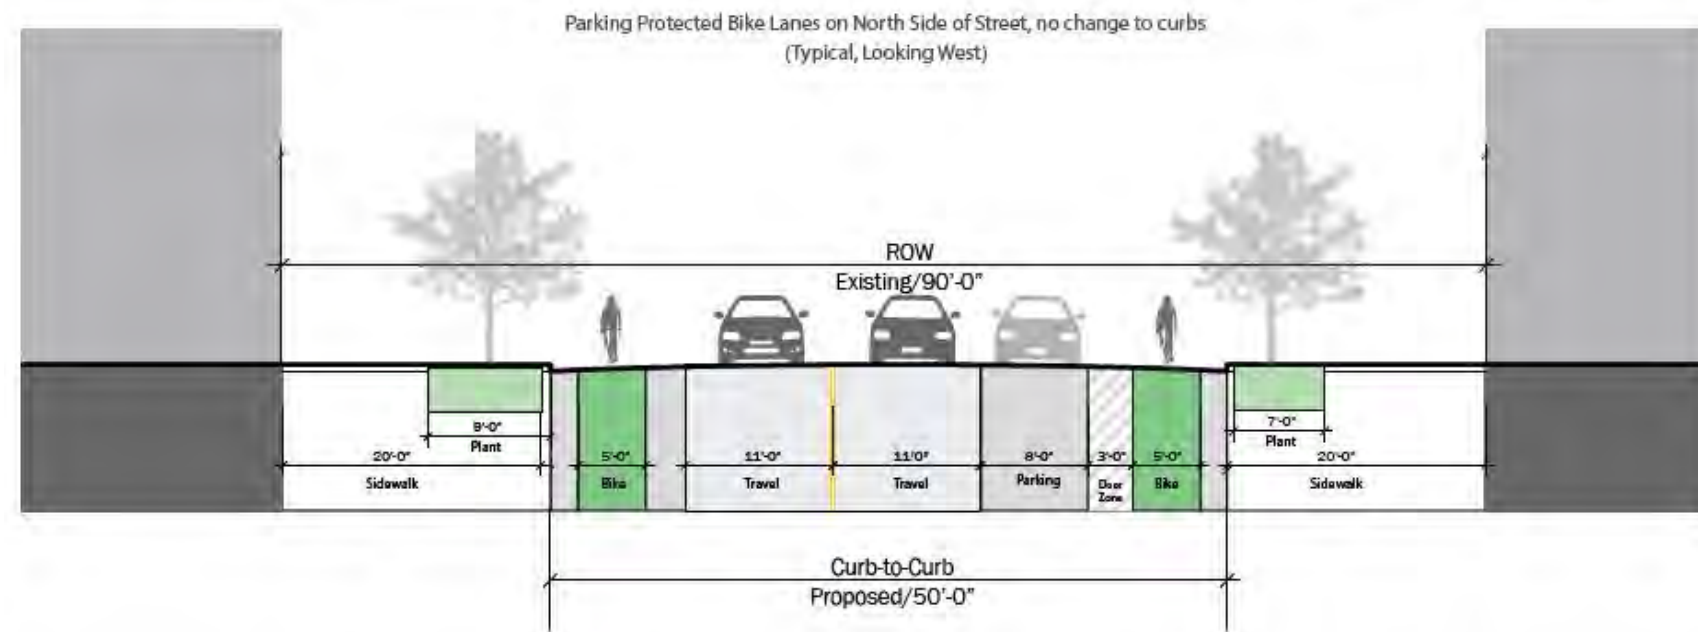 Parking Protected Bike Lanes on North Side of Street, no change to curbs
(Typical, Looking West)
ROW
Existing/90'-0"
9'-0"
Plant
7'-0"
Plant
20'-0"
Sidewalk
5'-0"
Bike
11'-0"
Travel
11'0"
Travel
8'-0"
Parking
3'-0"
Door
Zone
5'-0"
Bike
20'-0"
Sidewalk
Curb-to-Curb
Proposed/50'-0"